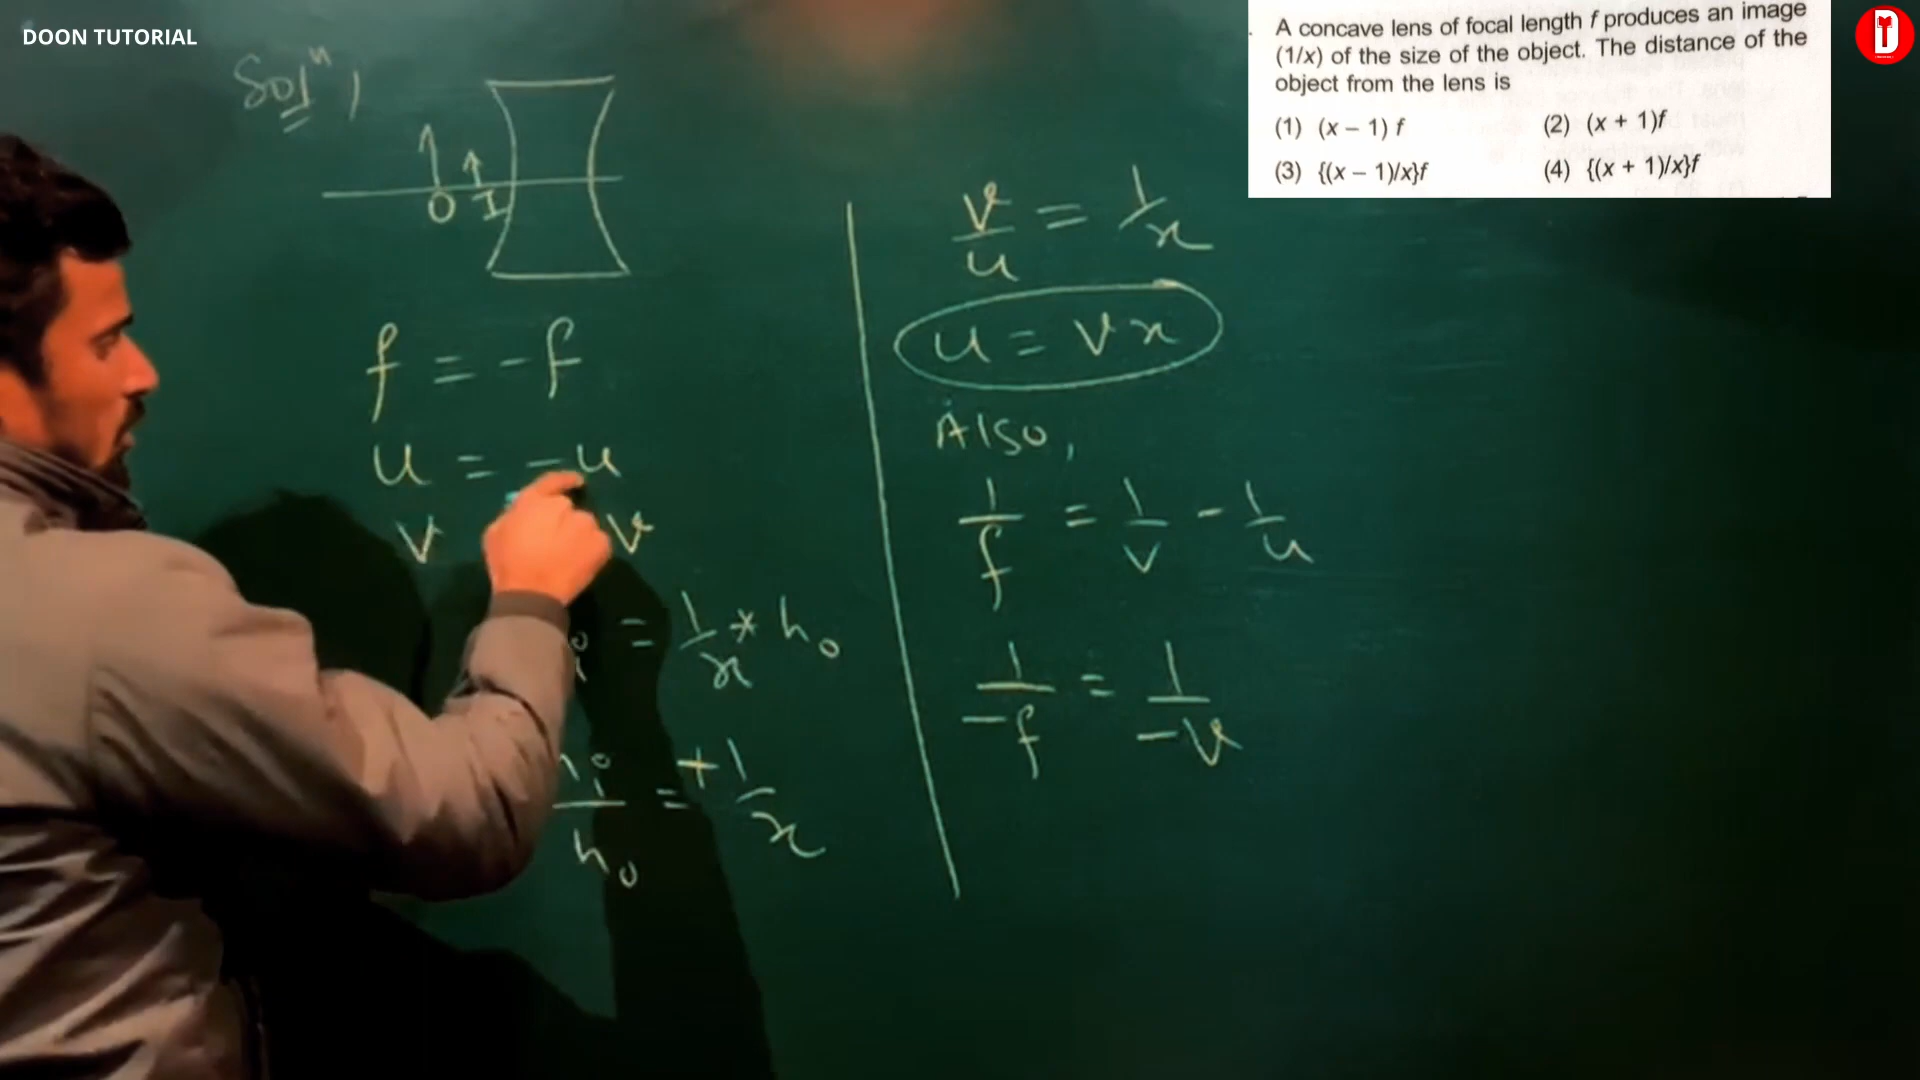 DOON TUTORIAL
A concave lens of focal length f produces an image
(1/x) of the size of the object. The distance of the
object from the lens is
(1) (x – 1) f
(2) (x + 1)f
(3) {(x – 1)/x}f
(4) {(x + 1)/x}f
Solⁿ,
O I
f = -f
u = -u
v v
= 1/x * h₀
hᵢ/h₀ = +1/x
v/u = 1/x
u = vx
Also,
1/f = 1/v - 1/u
1/-f = 1/-v